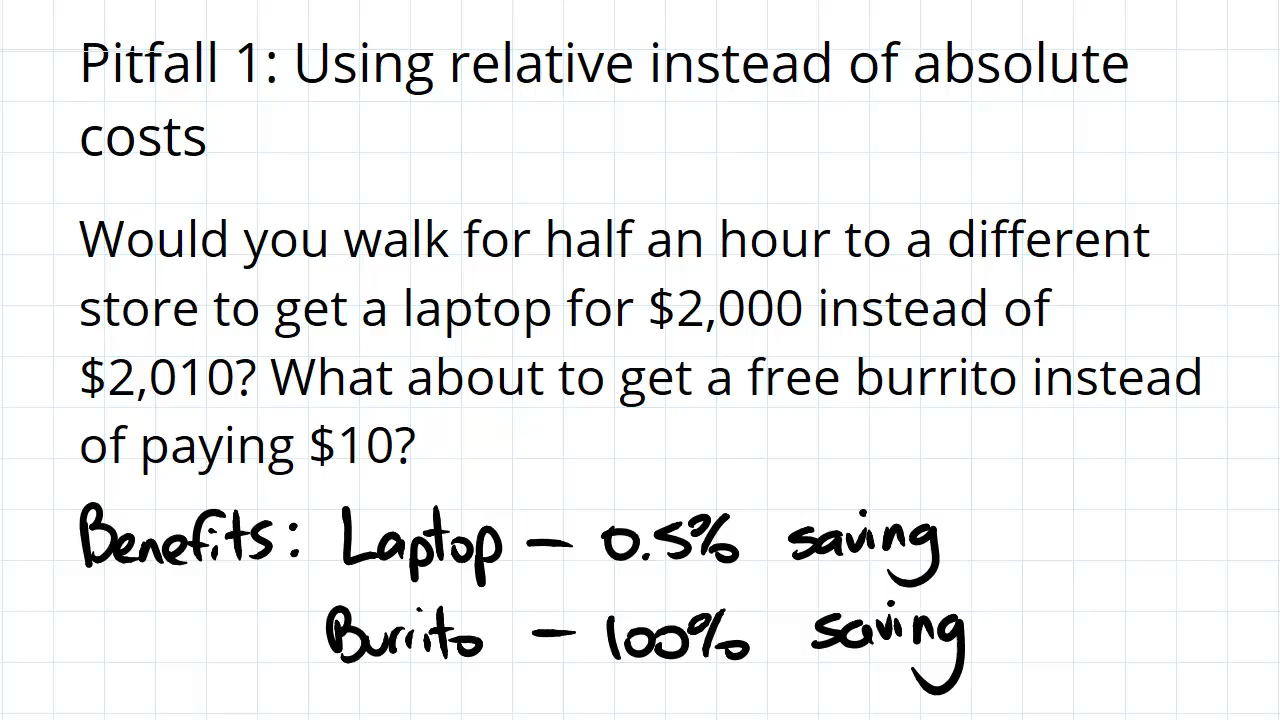 Pitfall 1: Using relative instead of absolute
costs
Would you walk for half an hour to a different
store to get a laptop for $2,000 instead of
$2,010? What about to get a free burrito instead
of paying $10?
Benefits: Laptop — 0.5% saving
Burrito — 100% saving